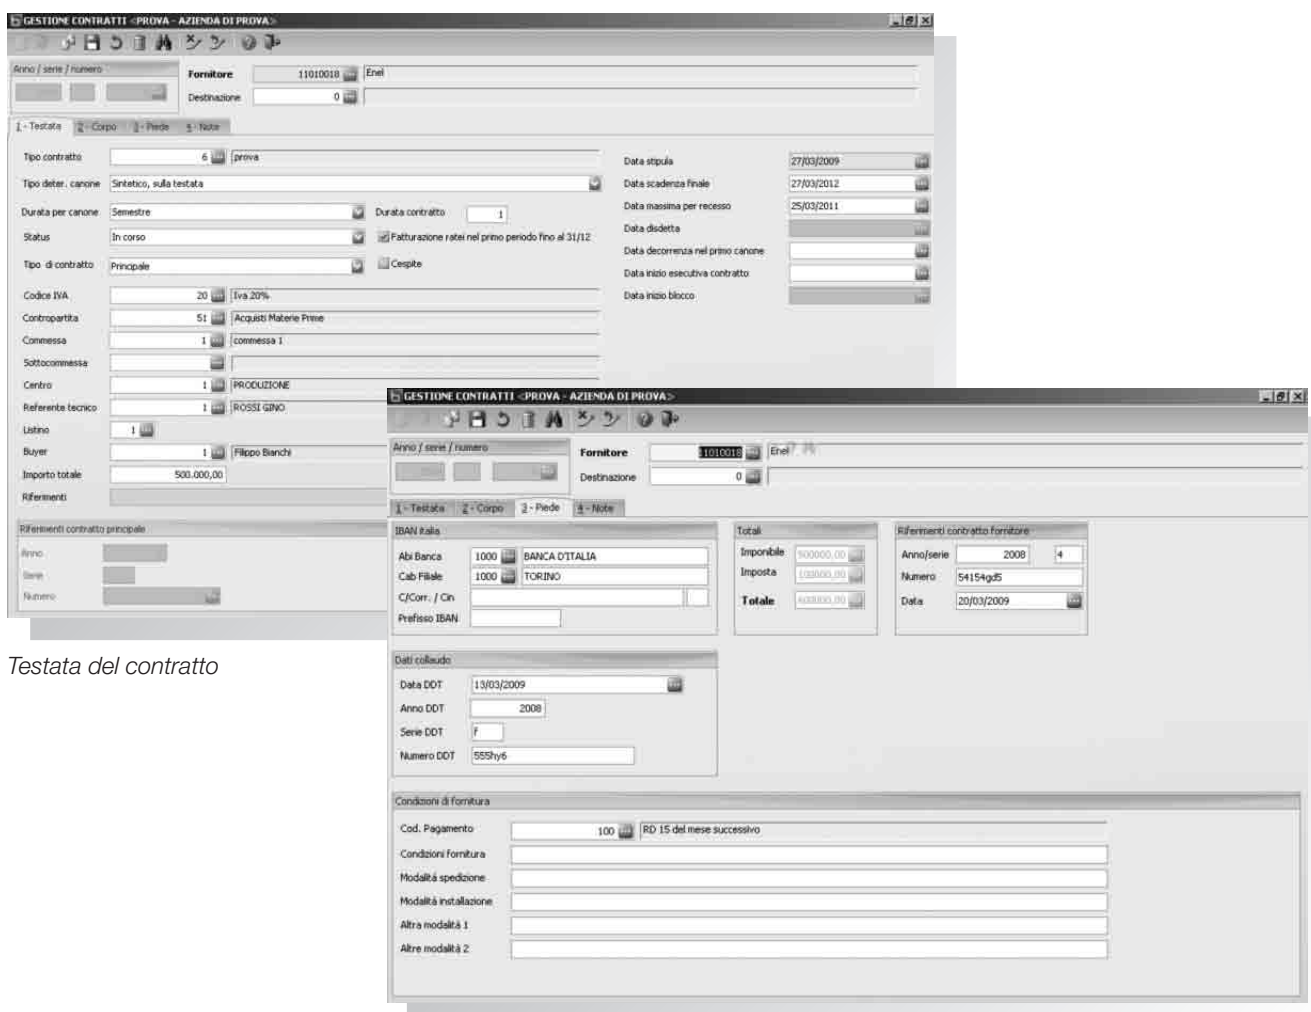 GESTIONE CONTRATTI <PROVA - AZIENDA DI PROVA>
Anno / serie / numero
Fornitore 11010018 Enel
Destinazione 0
1 - Testata 2 - Corpo 3 - Piede 4 - Note
Tipo contratto 6 prova
Tipo deter. canone Sintetico, sulla testata
Durata per canone Semestre Durata contratto 1
Status In corso Fatturazione ratei nel primo periodo fino al 31/12
Tipo di contratto Principale Cespite
Codice IVA 20 Iva 20%
Contropartita 51 Acquisti Materie Prime
Commessa 1 commessa 1
Sottocommessa
Centro 1 PRODUZIONE
Referente tecnico 1 ROSSI GINO
Listino 1
Buyer 1 Filippo Bianchi
Importo totale 500.000,00
Riferimenti
Riferimenti contratto principale
Anno
Serie
Numero
Data stipula 27/03/2009
Data scadenza finale 27/03/2012
Data massima per recesso 25/03/2011
Data disdetta
Data decorrenza nel primo canone
Data inizio esecutiva contratto
Data inizio blocco
Testata del contratto
GESTIONE CONTRATTI <PROVA - AZIENDA DI PROVA>
Anno / serie / numero
Fornitore 11010018 Enel
Destinazione 0
1 - Testata 2 - Corpo 3 - Piede 4 - Note
IBAN italia
Abi Banca 1000 BANCA D'ITALIA
Cab Filiale 1000 TORINO
C/Corr. / Cin
Prefisso IBAN
Totali
Imponibile 500000,00
Imposta 100000,00
Totale 600000,00
Riferimenti contratto fornitore
Anno/serie 2008 4
Numero 54154gd5
Data 20/03/2009
Dati collaudo
Data DDT 13/03/2009
Anno DDT 2008
Serie DDT f
Numero DDT 555hy6
Condizioni di fornitura
Cod. Pagamento 100 RD 15 del mese successivo
Condizioni fornitura
Modalità spedizione
Modalità installazione
Altra modalità 1
Altre modalità 2